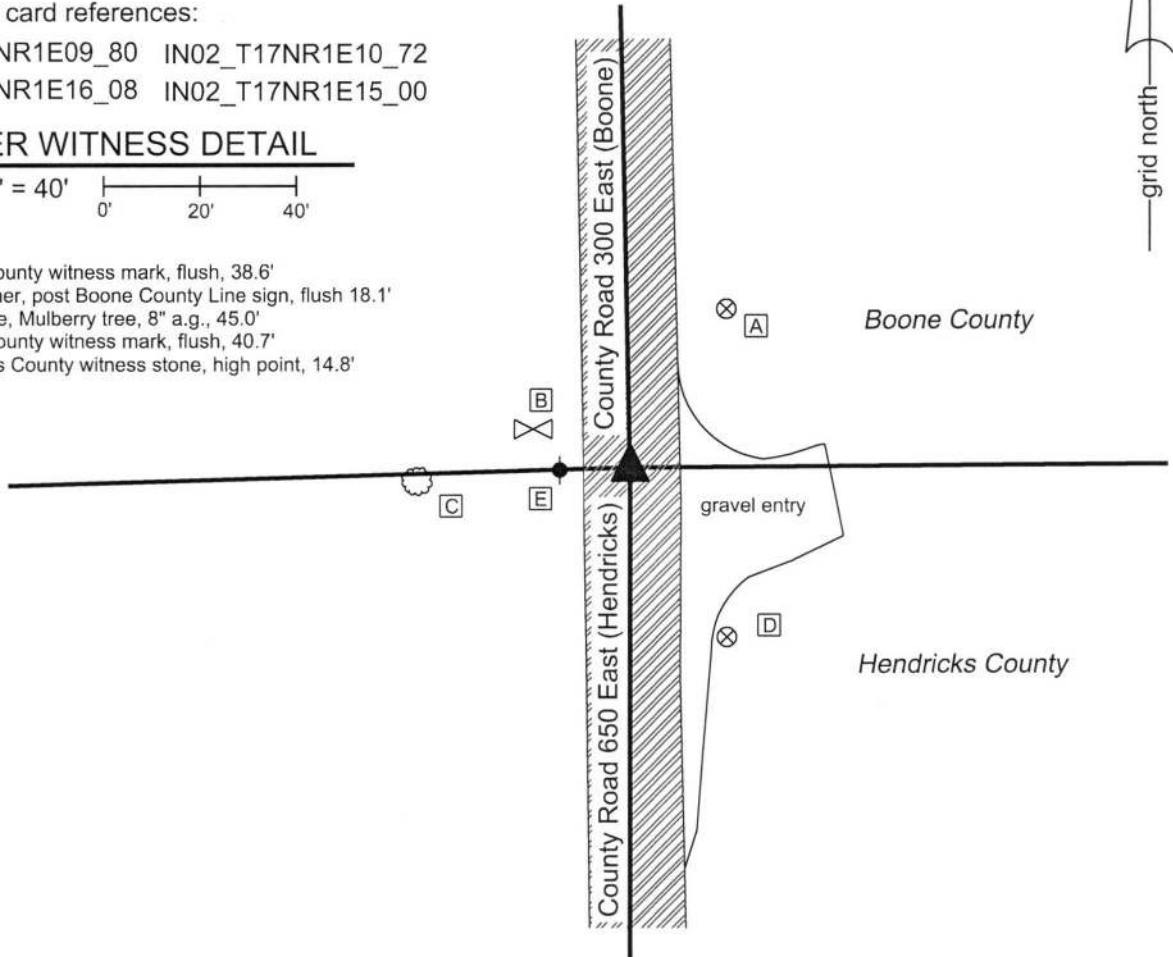 card references:
NR1E09_80 IN02_T17NR1E10_72
NR1E16_08 IN02_T17NR1E15_00
ER WITNESS DETAIL
' = 40'
0' 20' 40'
ounty witness mark, flush, 38.6'
ner, post Boone County Line sign, flush 18.1'
e, Mulberry tree, 8" a.g., 45.0'
ounty witness mark, flush, 40.7'
s County witness stone, high point, 14.8'
grid north
County Road 300 East (Boone)
A
Boone County
B
C
E
gravel entry
County Road 650 East (Hendricks)
D
Hendricks County